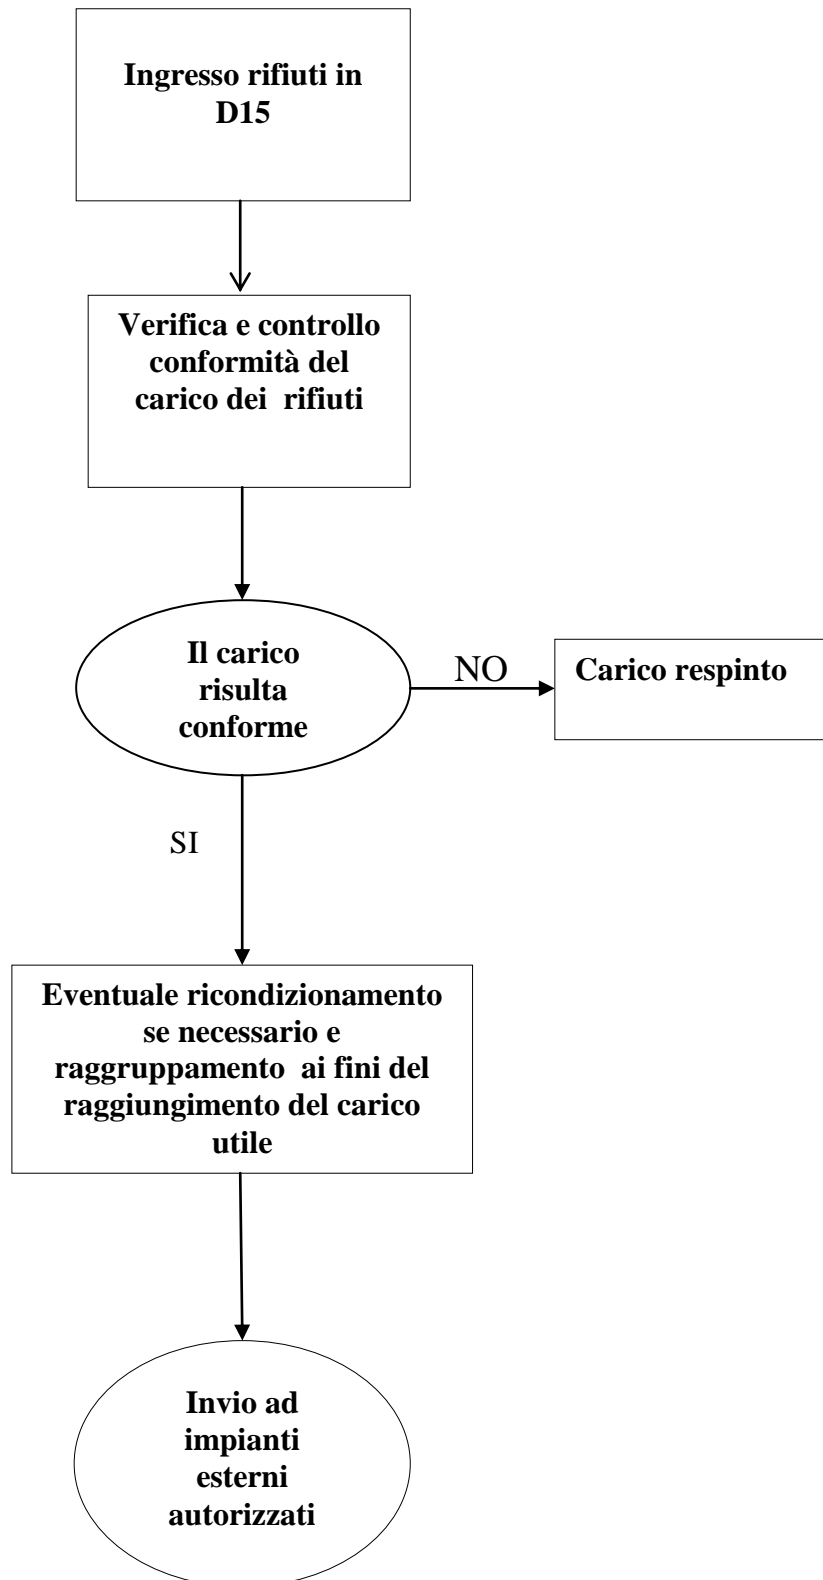 Ingresso rifiuti in
D15
Verifica e controllo
conformità del
carico dei  rifiuti
Il carico
risulta
conforme
NO
Carico respinto
SI
Eventuale ricondizionamento
se necessario e
raggruppamento  ai fini del
raggiungimento del carico
utile
Invio ad
impianti
esterni
autorizzati